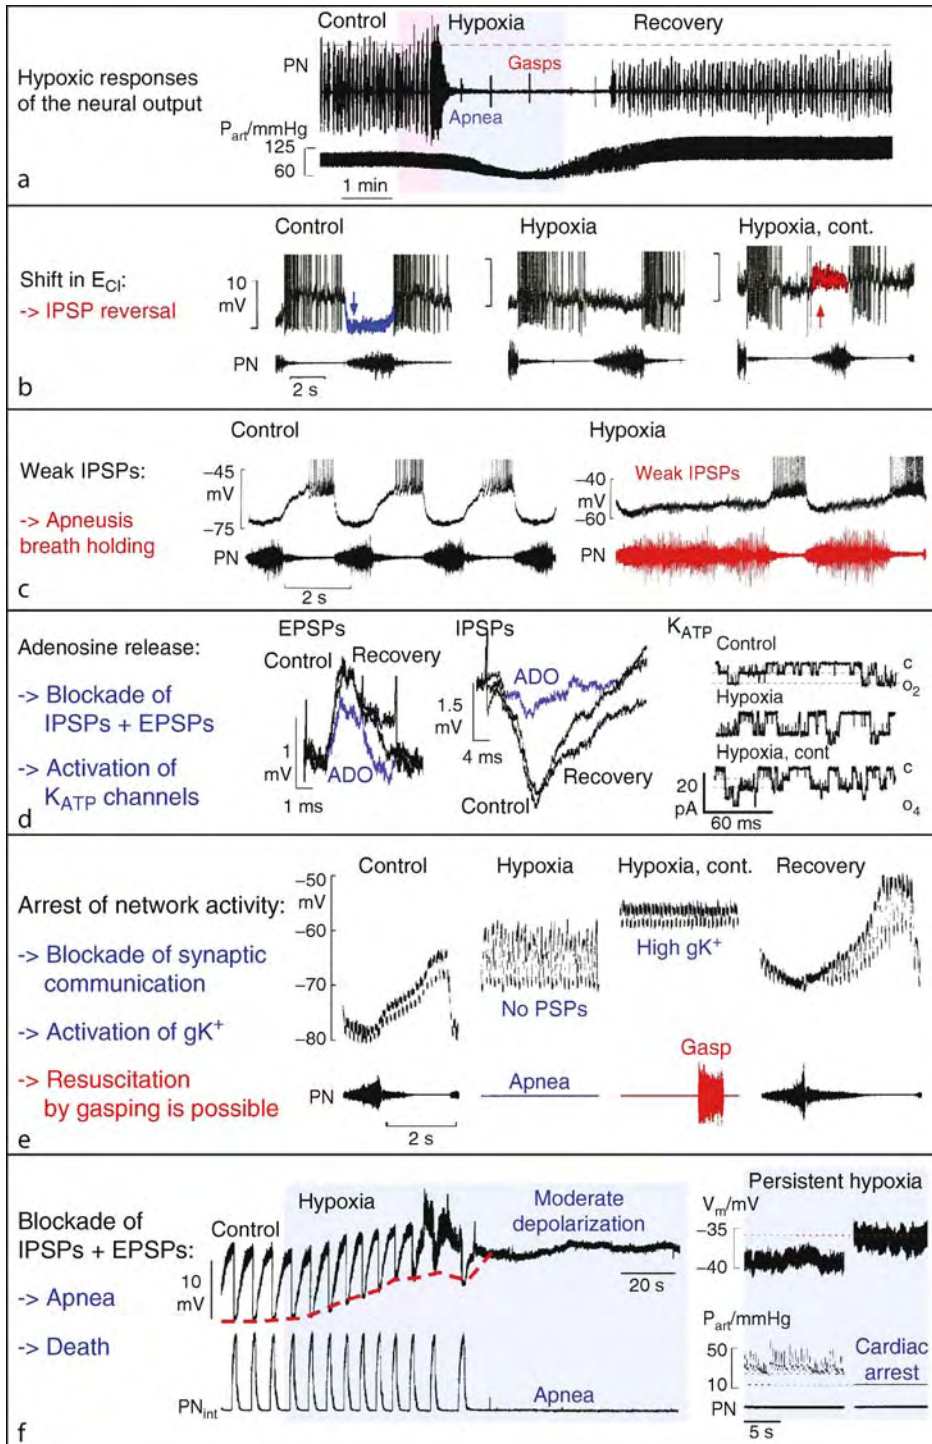 Control
Hypoxia
Recovery
PN
Gasps
Hypoxic responses
of the neural output
Apnea
Part/mmHg
125
60
1 min
a
Control
Hypoxia
Hypoxia, cont.
Shift in ECl:
10
mV
-> IPSP reversal
PN
2 s
b
Control
Hypoxia
Weak IPSPs:
-45
mV
-75
-40
mV
-60
Weak IPSPs
-> Apneusis
breath holding
PN
PN
2 s
c
Adenosine release:
EPSPs
Control
Recovery
IPSPs
ADO
KATP
Control
c
o2
-> Blockade of
IPSPs + EPSPs
1.5
mV
4 ms
Hypoxia
Hypoxia, cont
1
mV
ADO
1 ms
Recovery
Control
c
o4
-> Activation of
KATP channels
20
pA
60 ms
d
Control
Hypoxia
Hypoxia, cont.
Recovery
-50
mV
-60
-70
-80
Arrest of network activity:
-> Blockade of synaptic
communication
No PSPs
High gK+
-> Activation of gK+
Gasp
-> Resuscitation
by gasping is possible
PN
Apnea
2 s
e
Hypoxia
Control
Moderate
depolarization
Persistent hypoxia
Vm/mV
-35
-40
Blockade of
IPSPs + EPSPs:
10
mV
20 s
-> Apnea
Part/mmHg
50
10
Cardiac
arrest
-> Death
PNint
Apnea
PN
5 s
f